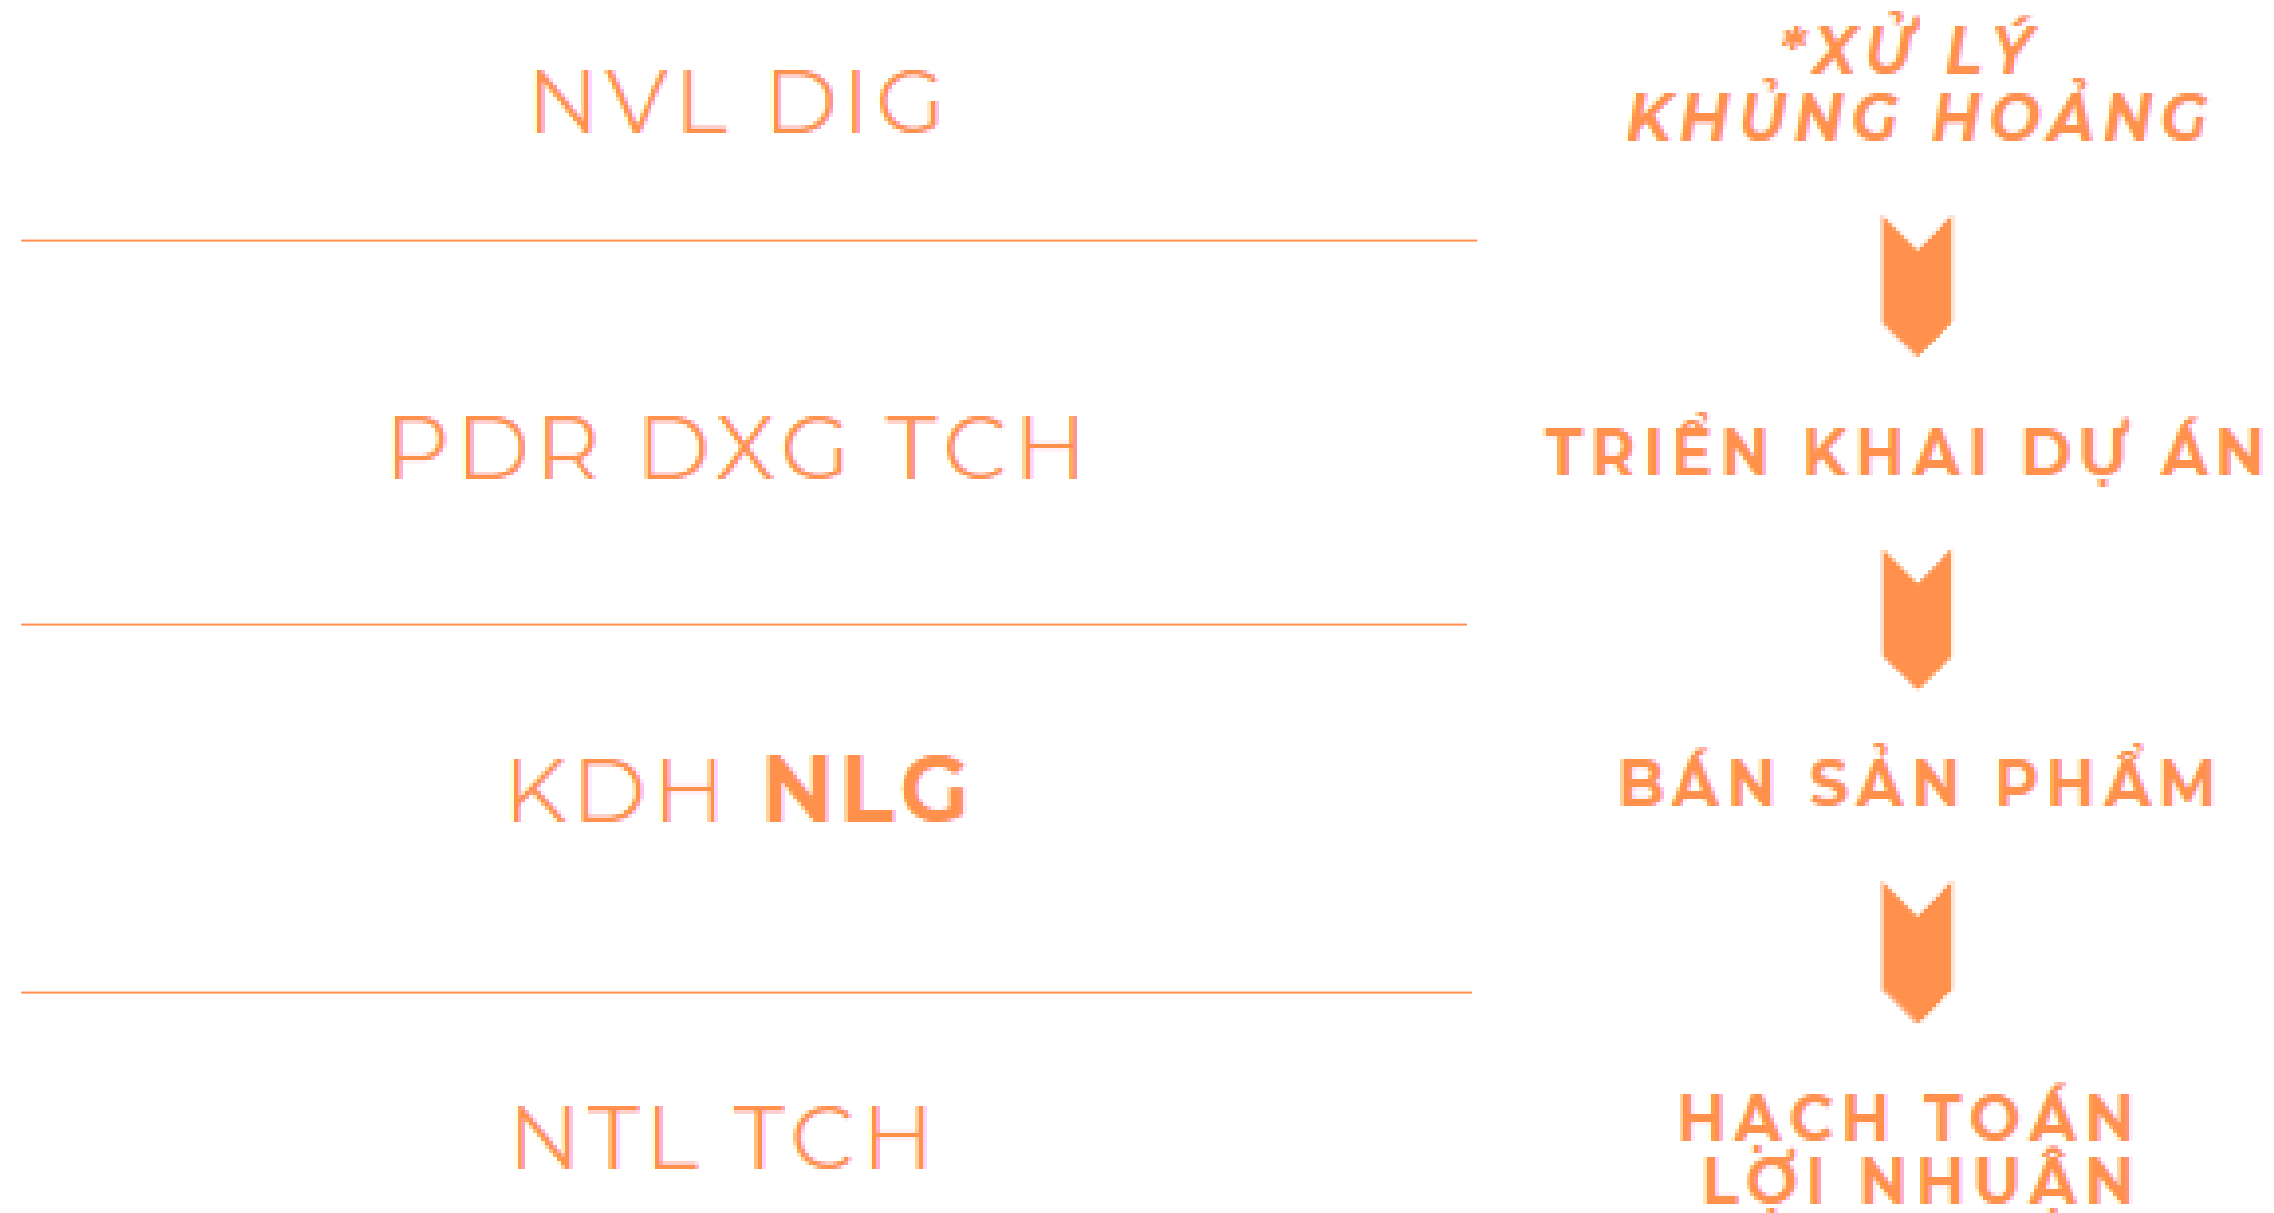 NVL DIG
*XỬ LÝ
KHỦNG HOẢNG
PDR DXG TCH
TRIỂN KHAI DỰ ÁN
KDH NLG
BÁN SẢN PHẨM
NTL TCH
HẠCH TOÁN
LỢI NHUẬN